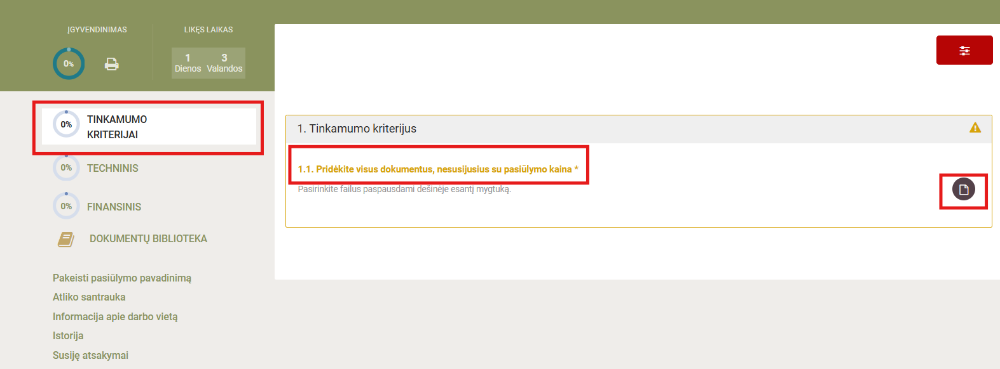 ĮGYVENDINIMAS
LIKĘS LAIKAS
0%
1 3
Dienos Valandos
0% TINKAMUMO
KRITERIJAI
0% TECHNINIS
0% FINANSINIS
DOKUMENTŲ BIBLIOTEKA
Pakeisti pasiūlymo pavadinimą
Atliko santrauka
Informacija apie darbo vietą
Istorija
Susiję atsakymai
1. Tinkamumo kriterijus
1.1. Pridėkite visus dokumentus, nesusijusius su pasiūlymo kaina *
Pasirinkite failus paspausdami dešinėje esantį mygtuką.